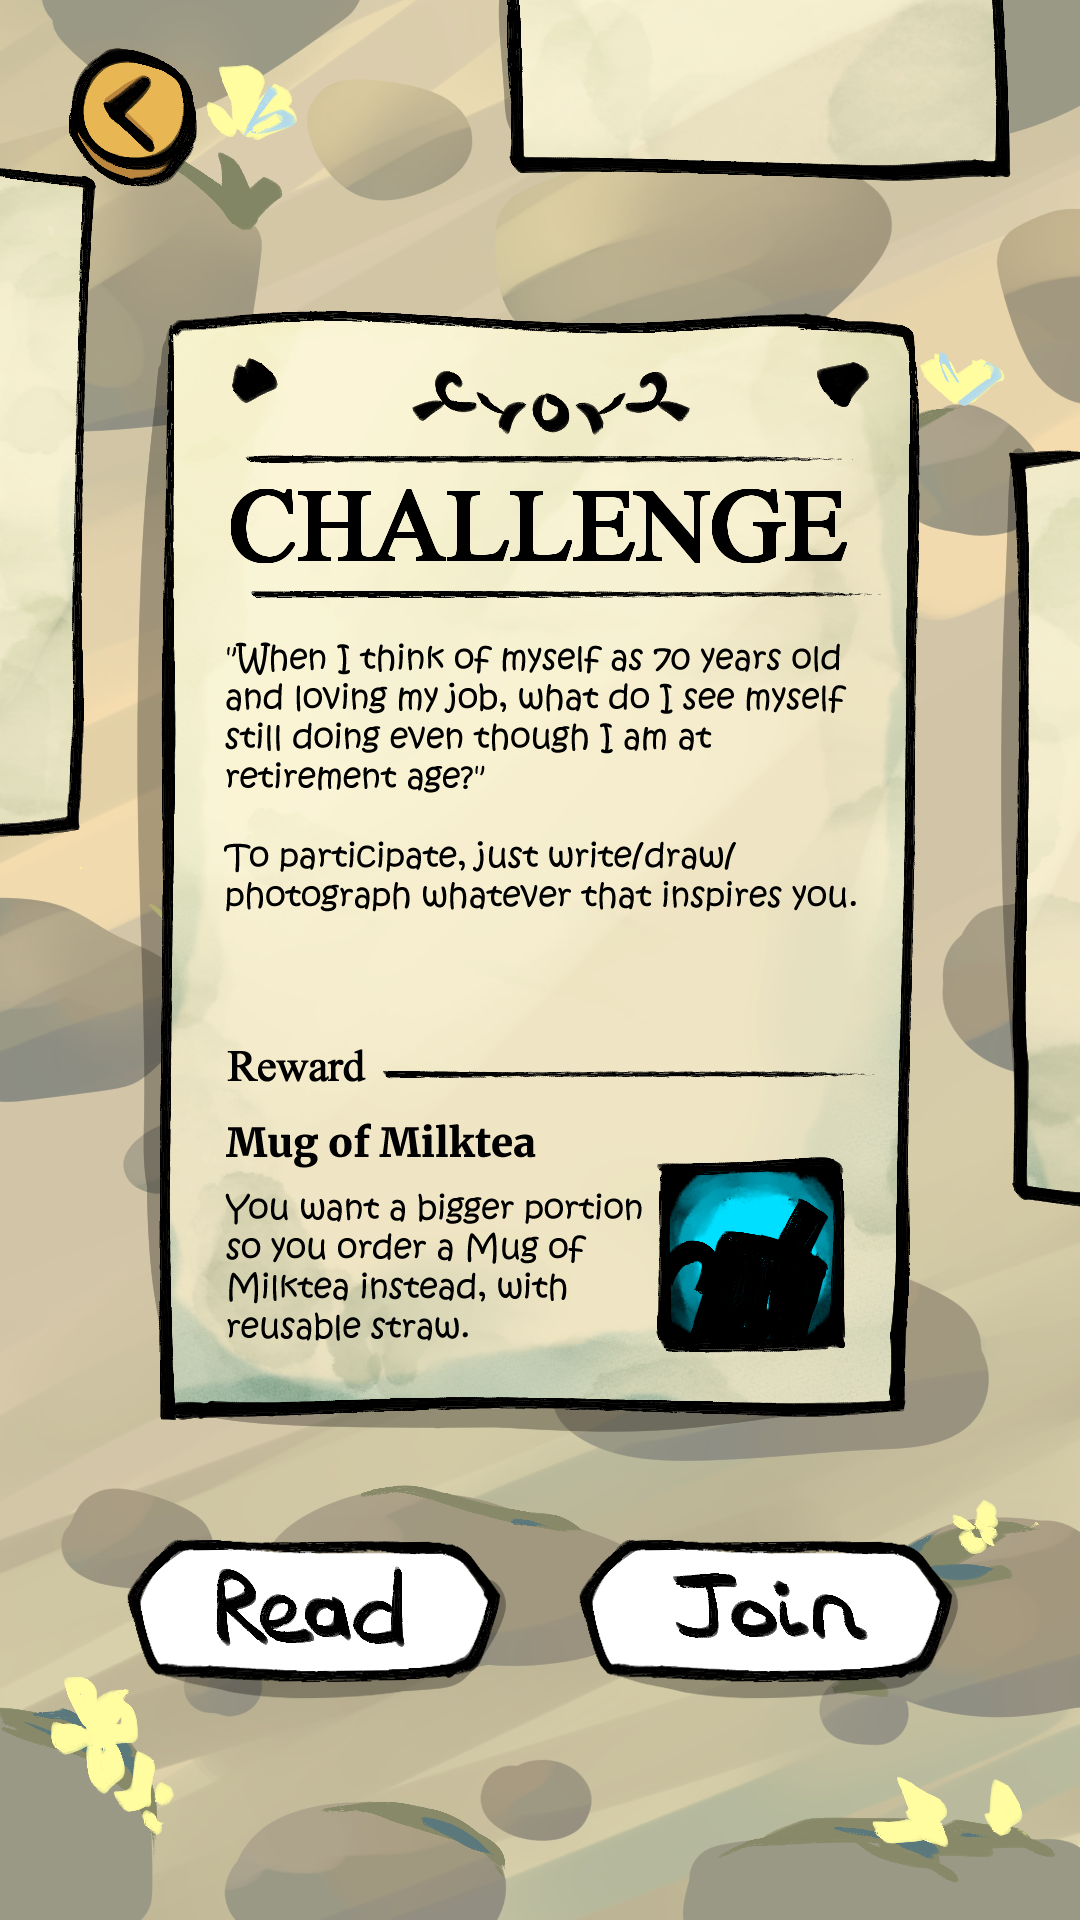 CHALLENGE
"When I think of myself as 70 years old
and loving my job, what do I see myself
still doing even though I am at
retirement age?"
To participate, just write/draw/
photograph whatever that inspires you.
Reward
Mug of Milktea
You want a bigger portion
so you order a Mug of
Milktea instead, with
reusable straw.
Read
Join